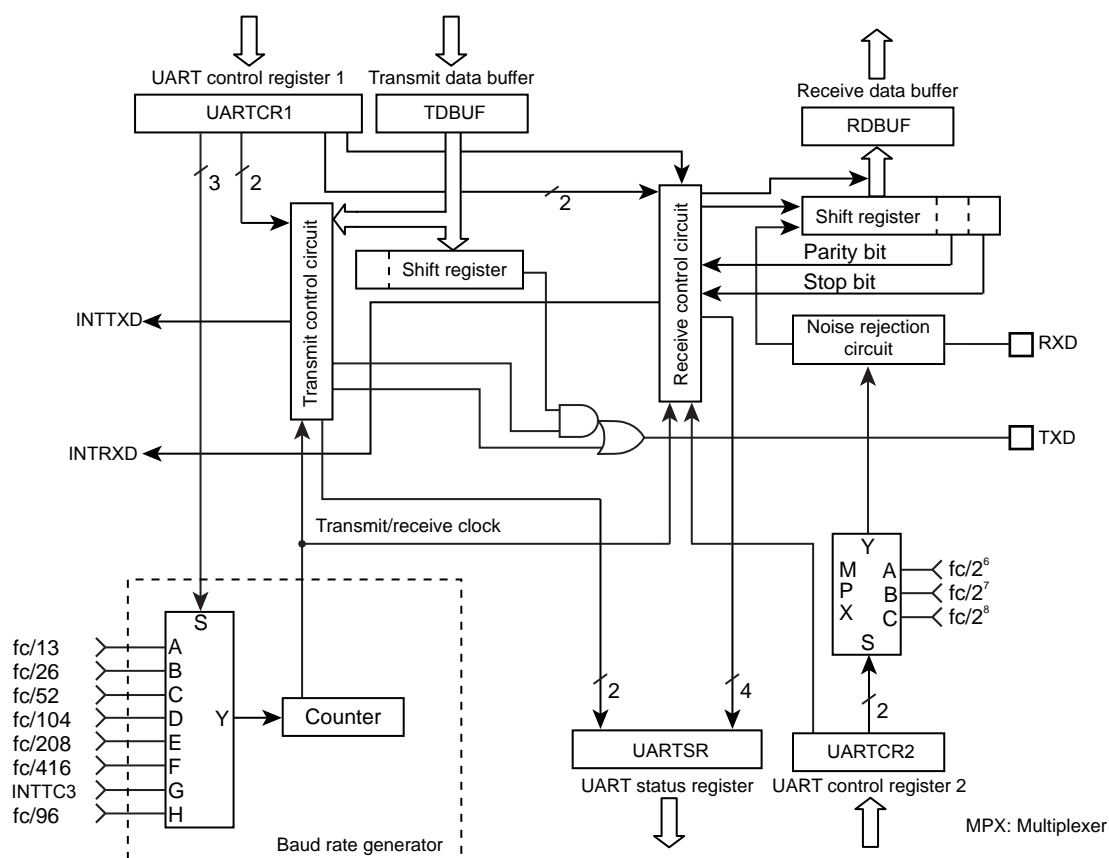 UART control register 1
Transmit data buffer
Receive data buffer
UARTCR1
TDBUF
RDBUF
3
2
2
Transmit control circuit
Receive control circuit
Shift register
Shift register
Parity bit
Stop bit
INTTXD
Noise rejection
circuit
RXD
INTRXD
TXD
Transmit/receive clock
Y
M
P
X
A
B
C
S
fc/2⁶
fc/2⁷
fc/2⁸
S
fc/13
A
fc/26
B
fc/52
C
fc/104
D
fc/208
E
fc/416
F
INTTC3
G
fc/96
H
Y
Counter
2
4
2
UARTSR
UARTCR2
UART status register
UART control register 2
Baud rate generator
MPX: Multiplexer